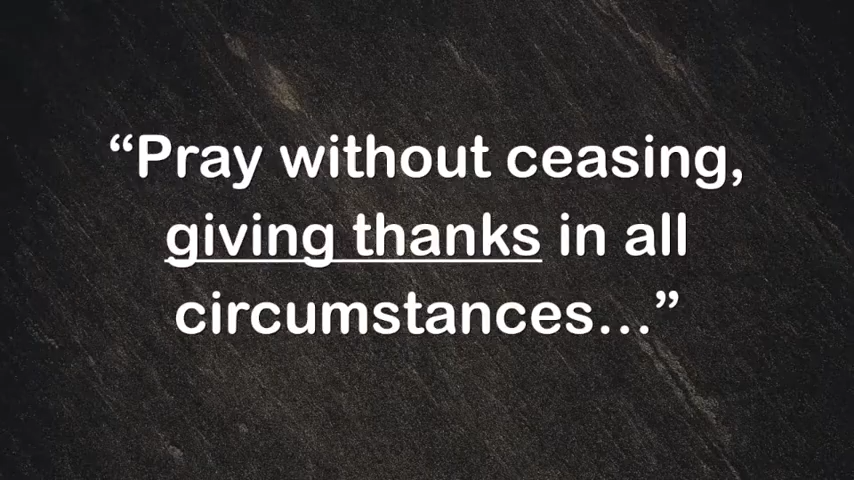 “Pray without ceasing,
giving thanks in all
circumstances...”